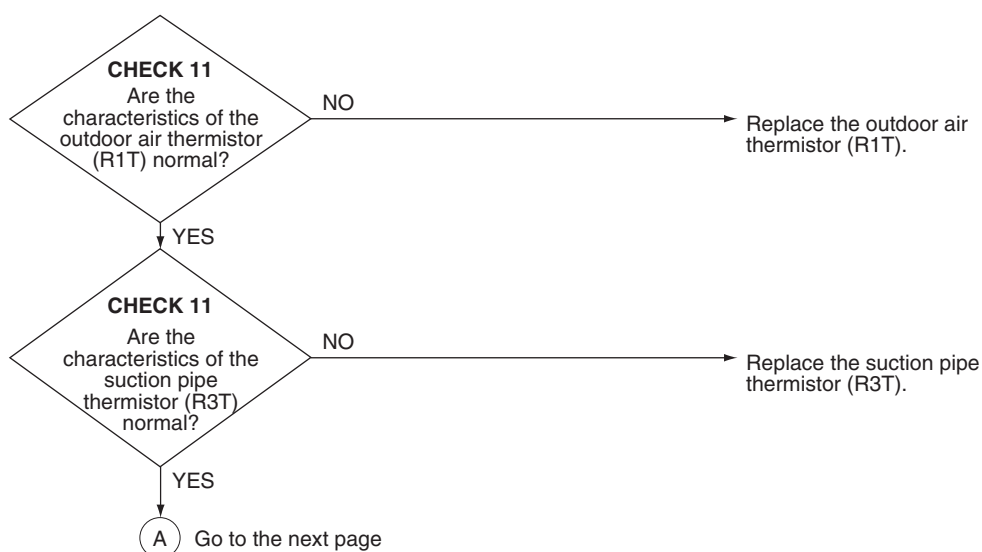 CHECK 11
Are the
characteristics of the
outdoor air thermistor
(R1T) normal?
NO
Replace the outdoor air
thermistor (R1T).
YES
CHECK 11
Are the
characteristics of the
suction pipe
thermistor (R3T)
normal?
NO
Replace the suction pipe
thermistor (R3T).
YES
A Go to the next page